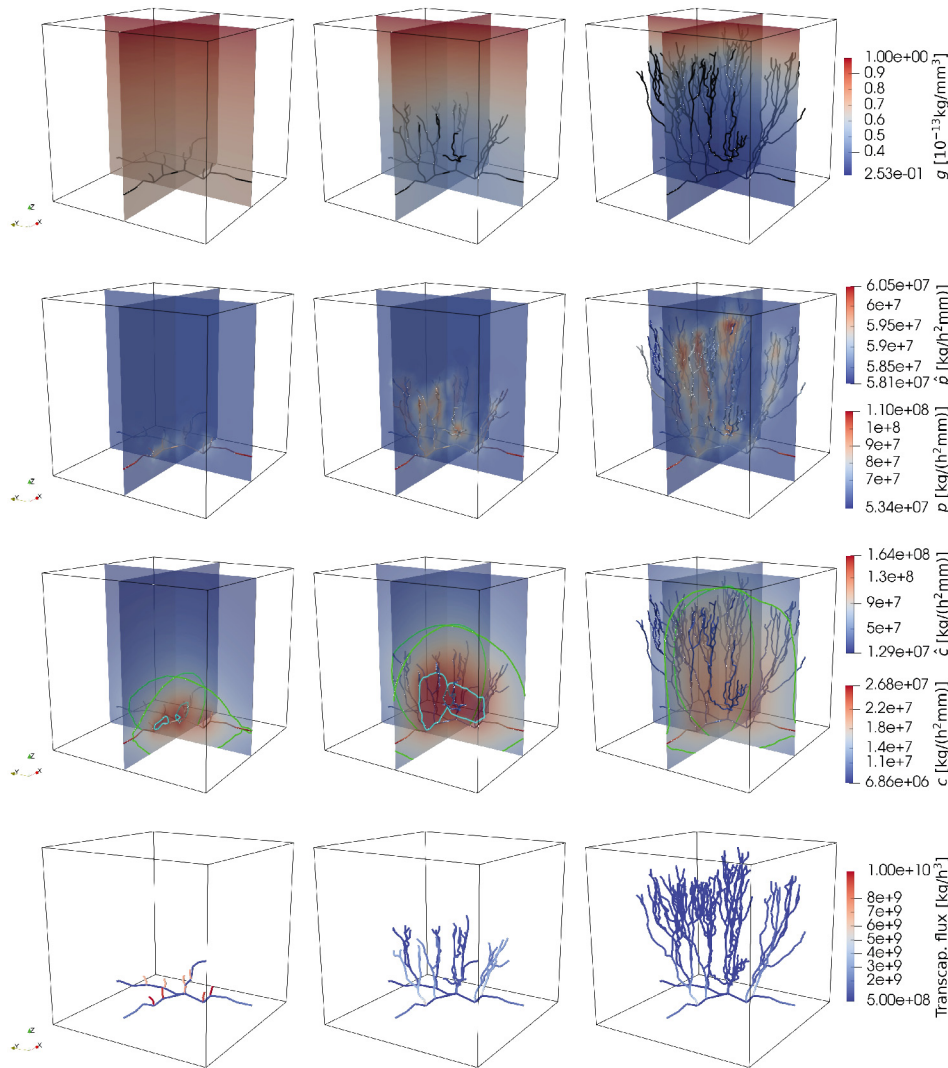 1.00e+00
0.9
0.8
0.7
0.6
0.5
0.4
2.53e-01
g [10⁻¹³kg/mm³]
Z
Y
X
6.05e+07
6e+7
5.95e+7
5.9e+7
5.85e+7
5.81e+07
p̂ [kg/(h²mm)]
1.10e+08
1e+8
9e+7
8e+7
7e+7
5.34e+07
p [kg/(h²mm)]
Z
Y
X
1.64e+08
1.3e+8
9e+7
5e+7
1.29e+07
ĉ [kg/(h²mm)]
2.68e+07
2.2e+7
1.8e+7
1.4e+7
1.1e+7
6.86e+06
c [kg/(h²mm)]
Z
Y
X
1.00e+10
8e+9
7e+9
6e+9
5e+9
4e+9
3e+9
2e+9
5.00e+08
Transcap. flux [kg/h³]
Z
Y
X